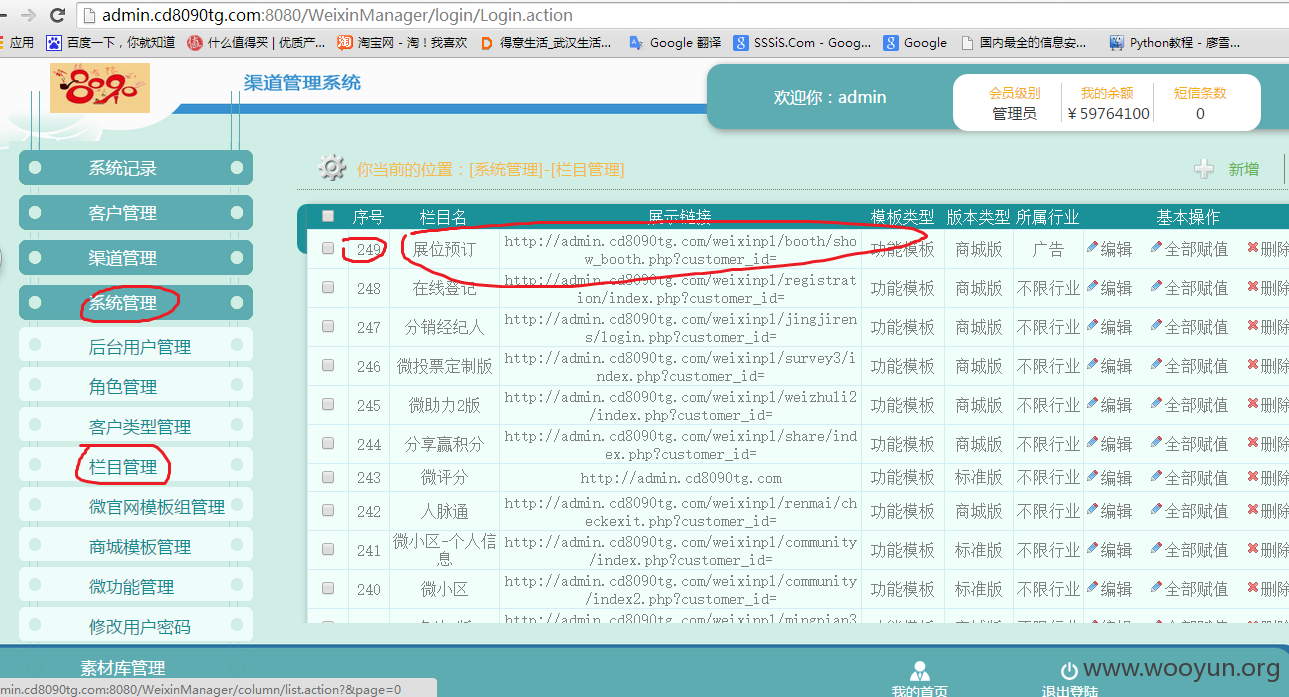 admin.cd8090tg.com:8080/WeixinManager/login/Login.action
应用 百度一下，你就知道 什么值得买 | 优质产... 淘宝网 - 淘！我喜欢 得意生活_武汉生活... Google 翻译 SSSiS.Com - Goog... Google 国内最全的信息安... Python教程 - 廖雪...
8090 渠道管理系统
欢迎你：admin
会员级别 我的余额 短信条数
管理员 ￥59764100 0
系统记录
客户管理
渠道管理
系统管理
后台用户管理
角色管理
客户类型管理
栏目管理
微官网模板组管理
商城模板管理
微功能管理
修改用户密码
素材库管理
你当前的位置：[系统管理]-[栏目管理] 新增
序号 栏目名 展示链接 模板类型 版本类型 所属行业 基本操作
249 展位预订 http://admin.cd8090tg.com/weixinpl/booth/sho
w_booth.php?customer_id= 功能模板 商城版 广告 编辑 全部赋值 删除
248 在线登记 http://admin.cd8090tg.com/weixinpl/registrat
ion/index.php?customer_id= 功能模板 商城版 不限行业 编辑 全部赋值 删除
247 分销经纪人 http://admin.cd8090tg.com/weixinpl/jingjiren
s/login.php?customer_id= 功能模板 商城版 不限行业 编辑 全部赋值 删除
246 微投票定制版 http://admin.cd8090tg.com/weixinpl/survey3/i
ndex.php?customer_id= 功能模板 商城版 不限行业 编辑 全部赋值 删除
245 微助力2版 http://admin.cd8090tg.com/weixinpl/weizhuli2
/index.php?customer_id= 功能模板 商城版 不限行业 编辑 全部赋值 删除
244 分享赢积分 http://admin.cd8090tg.com/weixinpl/share/ind
ex.php?customer_id= 功能模板 商城版 不限行业 编辑 全部赋值 删除
243 微评分 http://admin.cd8090tg.com 功能模板 标准版 不限行业 编辑 全部赋值 删除
242 人脉通 http://admin.cd8090tg.com/weixinpl/renmai/ch
eckexit.php?customer_id= 功能模板 商城版 不限行业 编辑 全部赋值 删除
241 微小区-个人信
息 http://admin.cd8090tg.com/weixinpl/community
/index.php?customer_id= 功能模板 标准版 不限行业 编辑 全部赋值 删除
240 微小区 http://admin.cd8090tg.com/weixinpl/community
/index2.php?customer_id= 功能模板 标准版 不限行业 编辑 全部赋值 删除
http://admin.cd8090tg.com/weixinpl/mingpian3
我的首页 退出登陆
www.wooyun.org
min.cd8090tg.com:8080/WeixinManager/column/list.action?&page=0